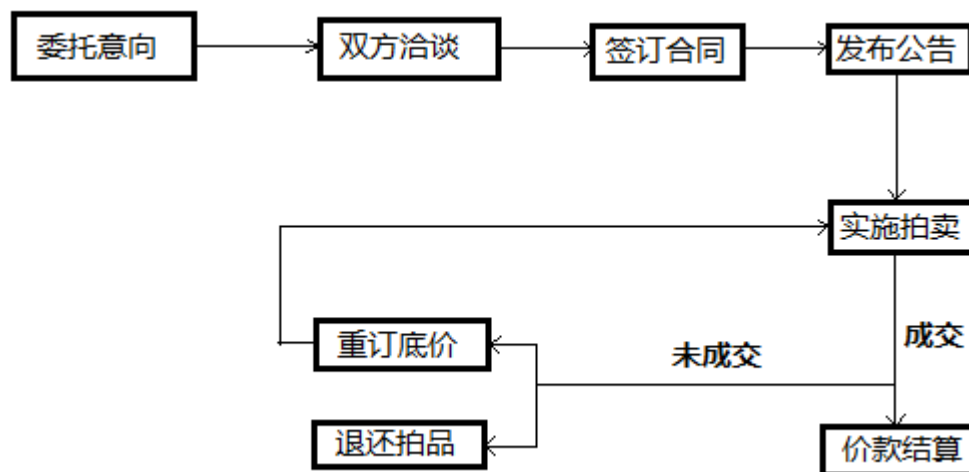 委托意向
双方洽谈
签订合同
发布公告
实施拍卖
重订底价
未成交
成交
退还拍品
价款结算